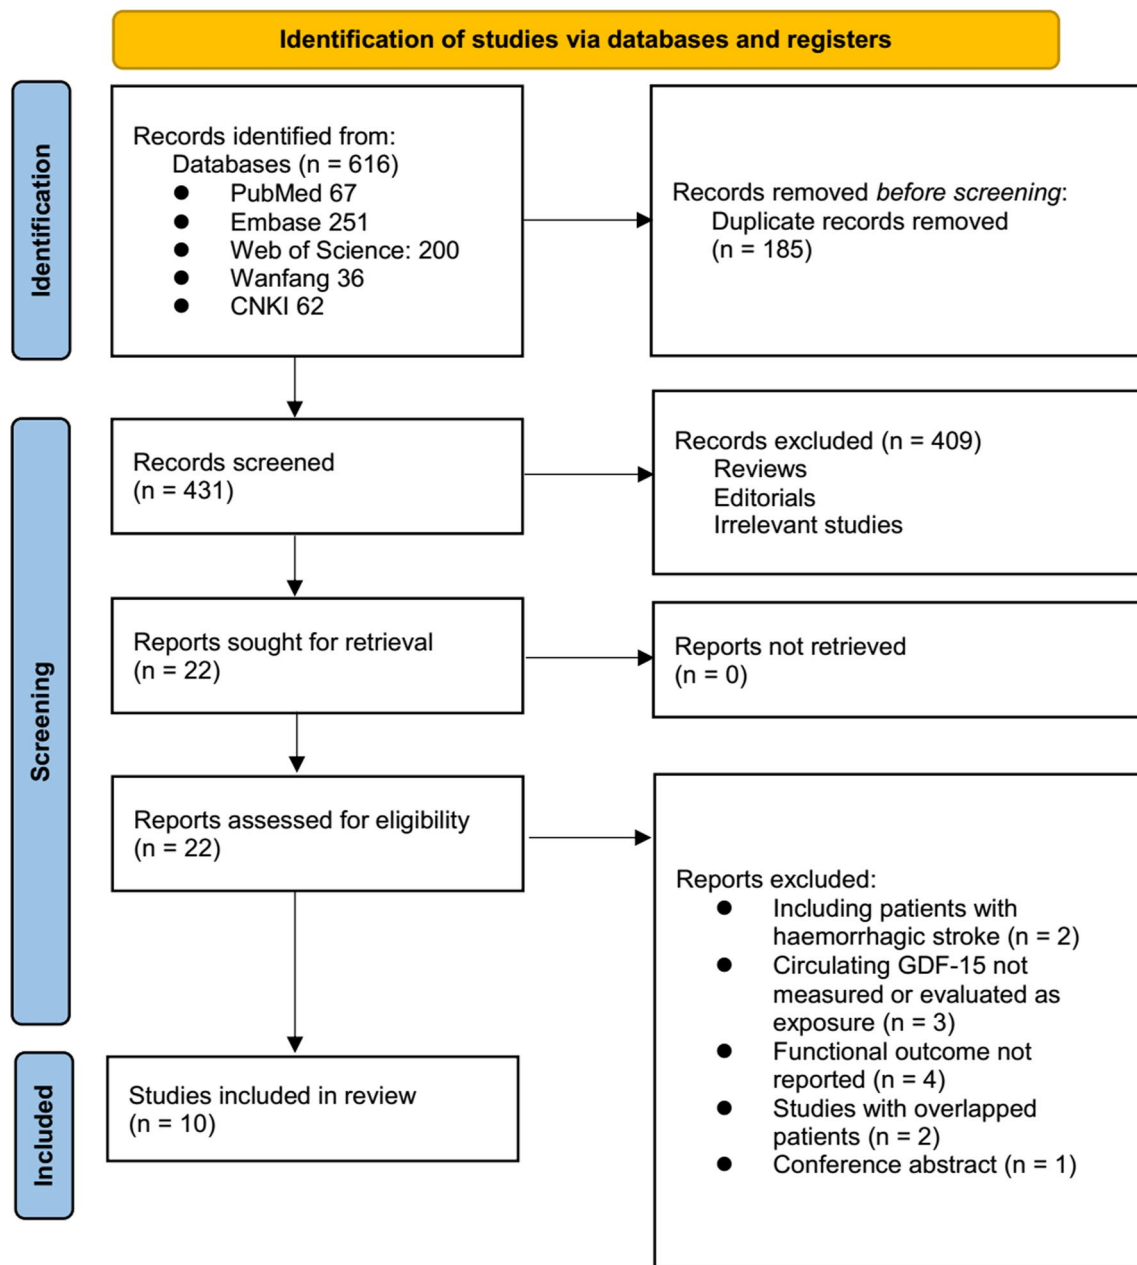 Identification of studies via databases and registers
Identification
Records identified from:
Databases (n = 616)
● PubMed 67
● Embase 251
● Web of Science: 200
● Wanfang 36
● CNKI 62
Records removed before screening:
Duplicate records removed
(n = 185)
Screening
Records screened
(n = 431)
Records excluded (n = 409)
Reviews
Editorials
Irrelevant studies
Reports sought for retrieval
(n = 22)
Reports not retrieved
(n = 0)
Reports assessed for eligibility
(n = 22)
Reports excluded:
● Including patients with
haemorrhagic stroke (n = 2)
● Circulating GDF-15 not
measured or evaluated as
exposure (n = 3)
● Functional outcome not
reported (n = 4)
● Studies with overlapped
patients (n = 2)
● Conference abstract (n = 1)
Included
Studies included in review
(n = 10)